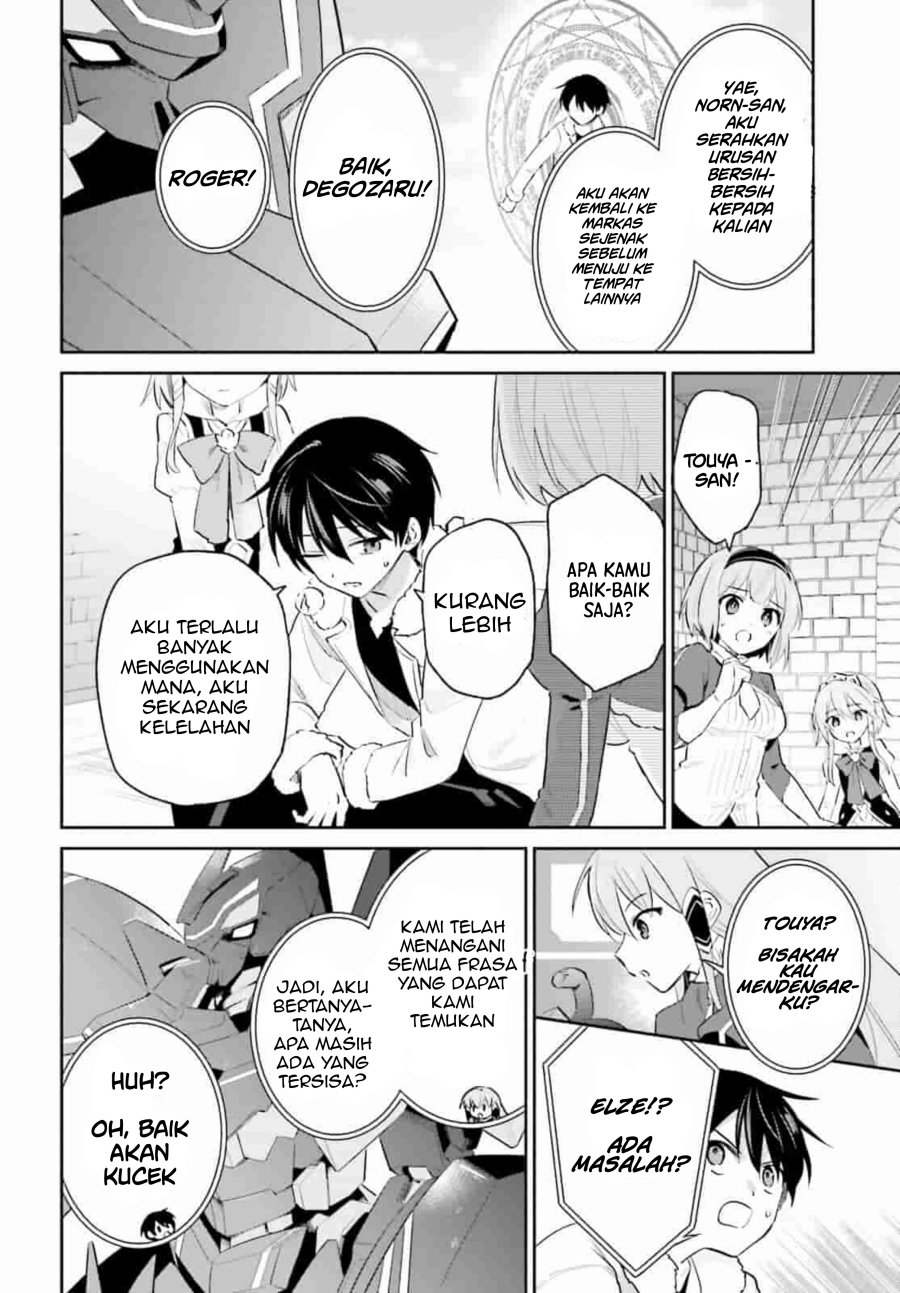 YAE,
NORN-SAN,
AKU
SERAHKAN
URUSAN
BERSIH-
BERSIH
KEPADA
KALIAN
AKU AKAN
KEMBALI KE
MARKAS
SEJENAK
SEBELUM
MENUJU KE
TEMPAT
LAINNYA
BAIK,
DEGOZARU!
ROGER!
TOUYA -
SAN!
APA KAMU
BAIK-BAIK
SAJA?
KURANG
LEBIH
AKU TERLALU
BANYAK
MENGGUNAKAN
MANA, AKU
SEKARANG
KELELAHAN
TOUYA?
BISAKAH
KAU
MENDENGAR-
KU?
ELZE!?
ADA
MASALAH?
KAMI TELAH
MENANGANI
SEMUA FRASA
YANG DAPAT
KAMI
TEMUKAN
JADI, AKU
BERTANYA-
TANYA,
APA MASIH
ADA YANG
TERSISA?
HUH?
OH, BAIK
AKAN
KUCEK